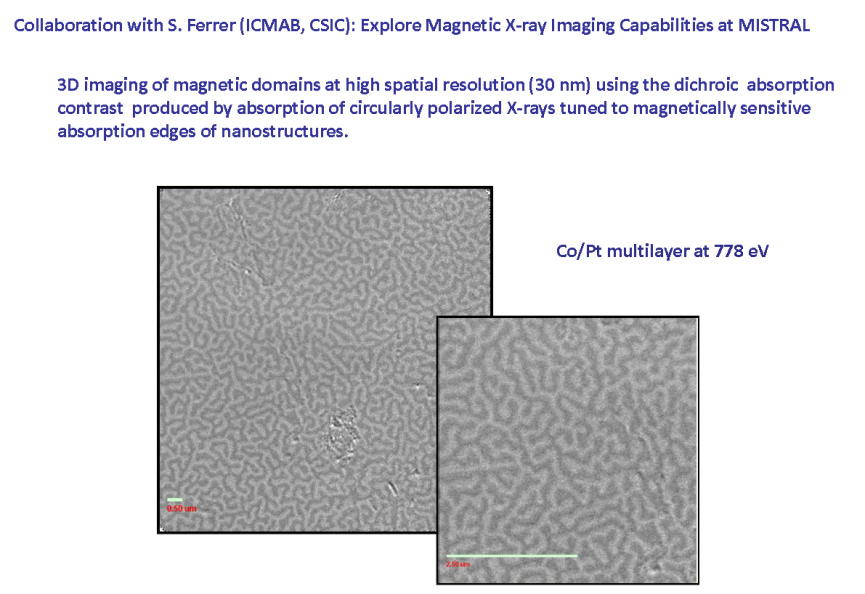 Collaboration with S. Ferrer (ICMAB, CSIC): Explore Magnetic X-ray Imaging Capabilities at MISTRAL
3D imaging of magnetic domains at high spatial resolution (30 nm) using the dichroic absorption
contrast produced by absorption of circularly polarized X-rays tuned to magnetically sensitive
absorption edges of nanostructures.
Co/Pt multilayer at 778 eV
0.50 um
2.50 um